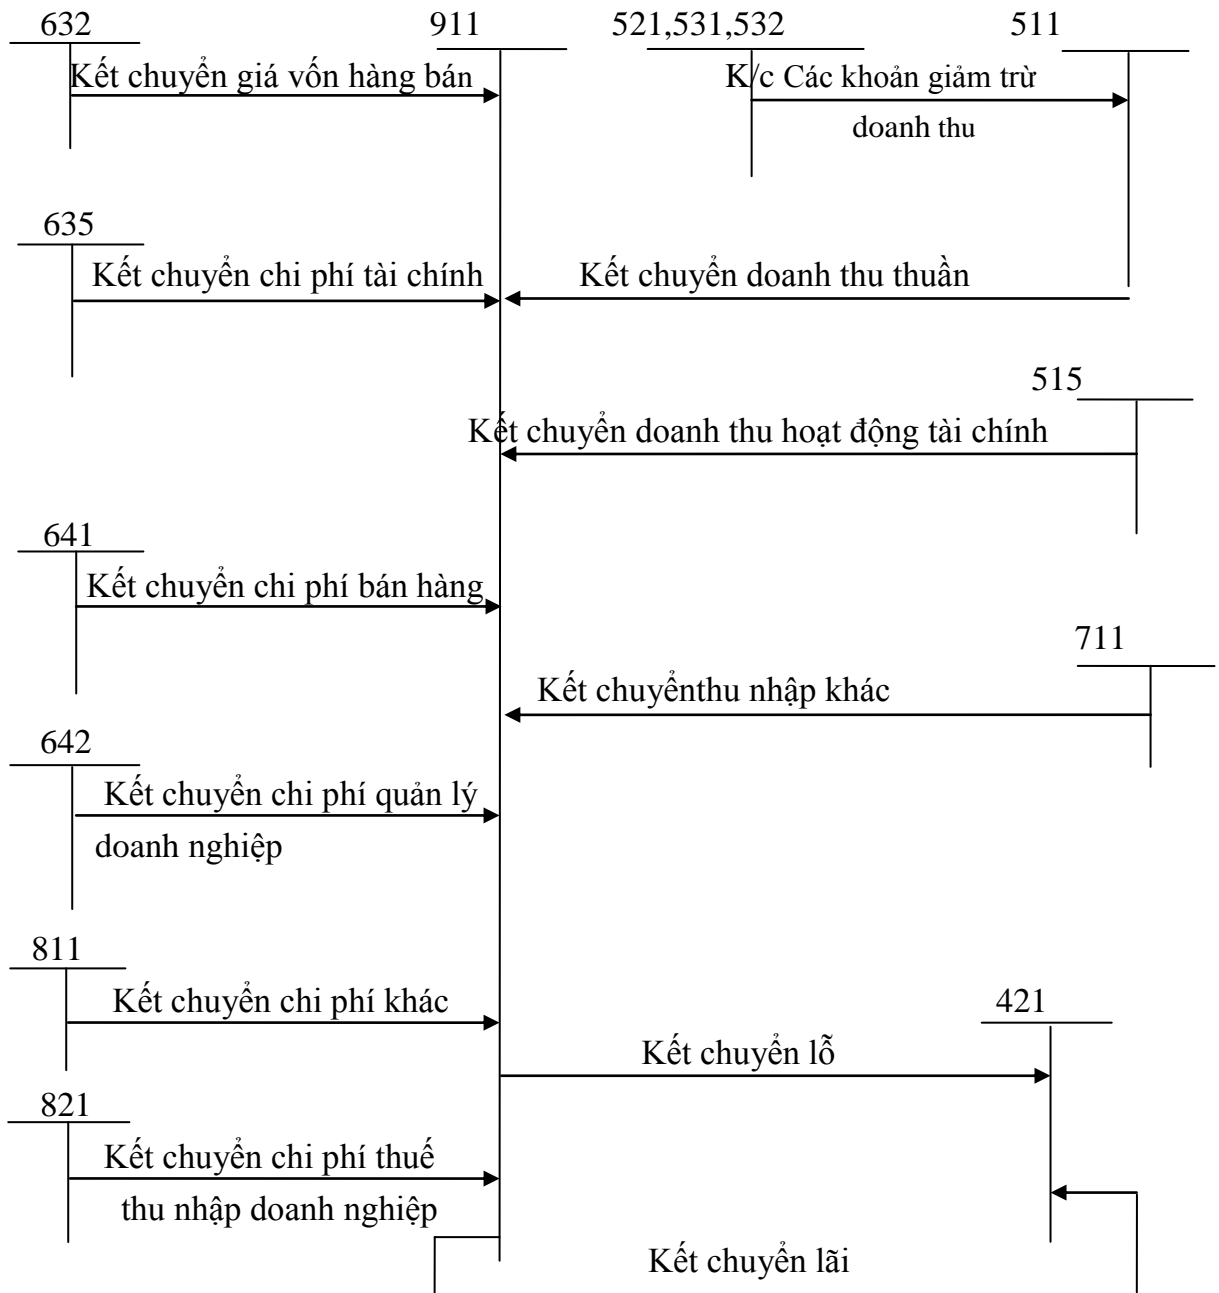 632
911
521,531,532
511
Kết chuyển giá vốn hàng bán
K/c Các khoản giảm trừ
doanh thu
635
Kết chuyển chi phí tài chính
Kết chuyển doanh thu thuần
515
Kết chuyển doanh thu hoạt động tài chính
641
Kết chuyển chi phí bán hàng
711
Kết chuyểnthu nhập khác
642
Kết chuyển chi phí quản lý
doanh nghiệp
811
Kết chuyển chi phí khác
421
Kết chuyển lỗ
821
Kết chuyển chi phí thuế
thu nhập doanh nghiệp
Kết chuyển lãi